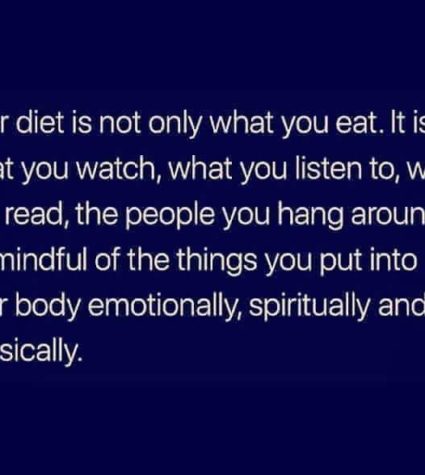 r diet is not only what you eat. It is
at you watch, what you listen to, w
read, the people you hang aroun
mindful of the things you put into
r body emotionally, spiritually and
sically.